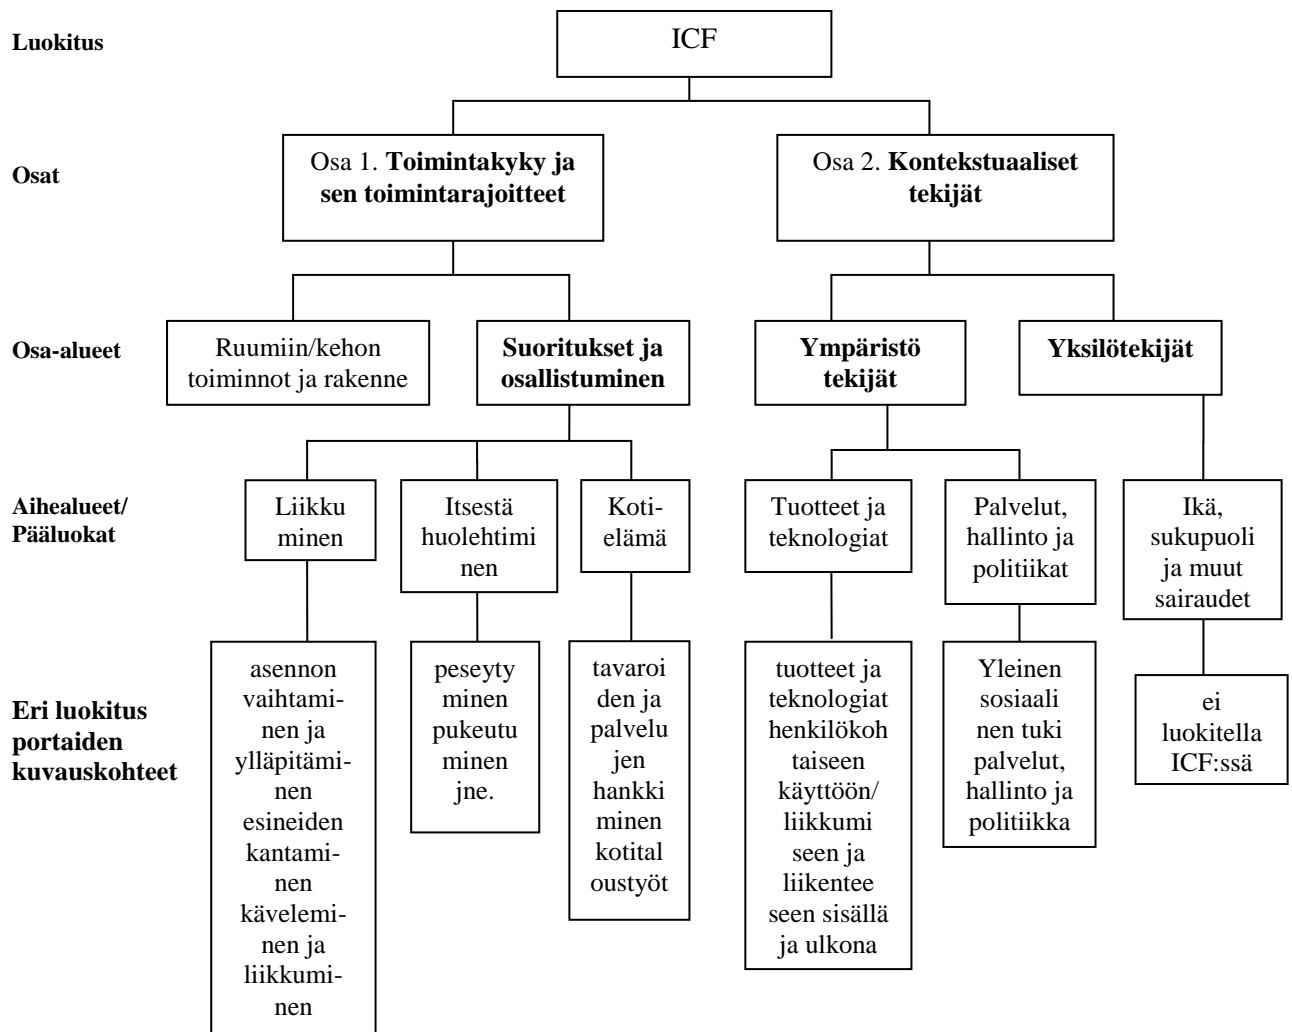 Luokitus
ICF
Osat
Osa 1. Toimintakyky ja
sen toimintarajoitteet
Osa 2. Kontekstuaaliset
tekijät
Osa-alueet
Ruumiin/kehon
toiminnot ja rakenne
Suoritukset ja
osallistuminen
Ympäristö
tekijät
Yksilötekijät
Aihealueet/
Pääluokat
Liikku
minen
Itsestä
huolehtimi
nen
Koti-
elämä
Tuotteet ja
teknologiat
Palvelut,
hallinto ja
politiikat
Ikä,
sukupuoli
ja muut
sairaudet
Eri luokitus
portaiden
kuvauskohteet
asennon
vaihtami-
nen ja
ylläpitämi-
nen
esineiden
kantami-
nen
kävelemi-
nen ja
liikkumi-
nen
peseyty
minen
pukeutu
minen
jne.
tavaroi
den ja
palvelu
jen
hankki
minen
kotital
oustyöt
tuotteet ja
teknologiat
henkilökoh
taiseen
käyttöön/
liikkumi
seen ja
liikentee
seen sisällä
ja ulkona
Yleinen
sosiaali
nen tuki
palvelut,
hallinto ja
politiikka
ei
luokitella
ICF:ssä